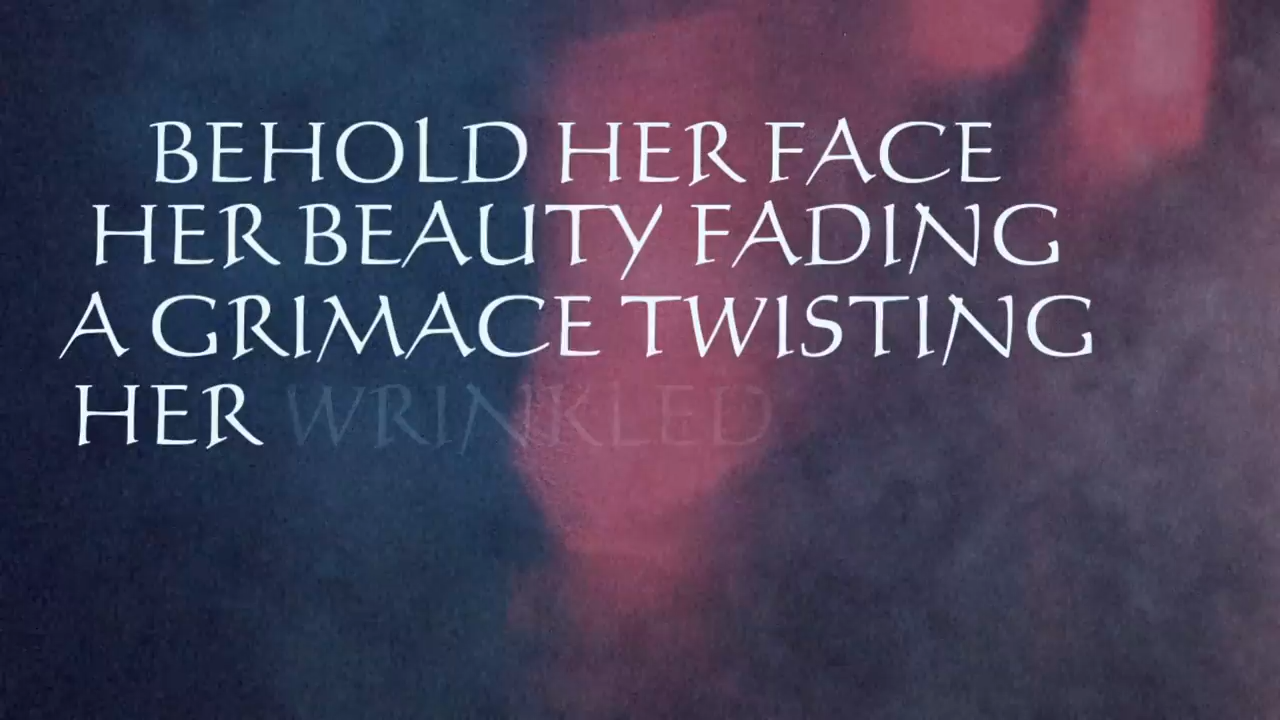 BEHOLD HER FACE
HER BEAUTY FADING
A GRIMACE TWISTING
HER WRINKLED